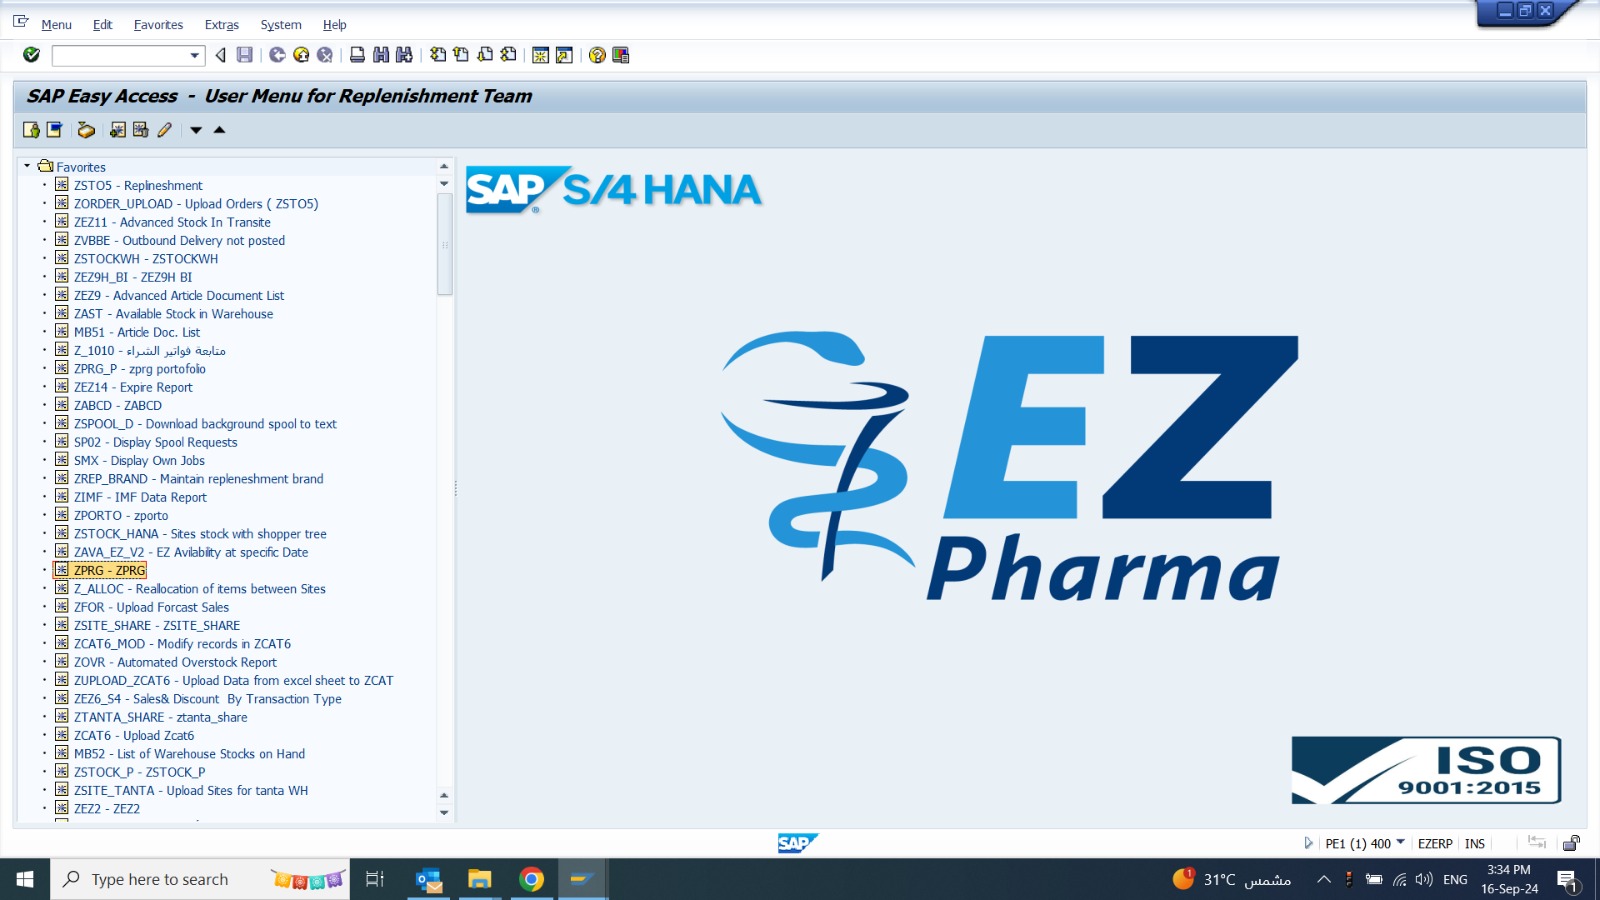 Menu Edit Favorites Extras System Help
SAP Easy Access - User Menu for Replenishment Team
Favorites
ZSTO5 - Replineshment
ZORDER_UPLOAD - Upload Orders ( ZSTO5)
ZEZ11 - Advanced Stock In Transite
ZVBBE - Outbound Delivery not posted
ZSTOCKWH - ZSTOCKWH
ZEZ9H_BI - ZEZ9H BI
ZEZ9 - Advanced Article Document List
ZAST - Available Stock in Warehouse
MB51 - Article Doc. List
Z_1010 - متابعة فواتير الشراء
ZPRG_P - zprg portofolio
ZEZ14 - Expire Report
ZABCD - ZABCD
ZSPOOL_D - Download background spool to text
SP02 - Display Spool Requests
SMX - Display Own Jobs
ZREP_BRAND - Maintain repleneshment brand
ZIMF - IMF Data Report
ZPORTO - zporto
ZSTOCK_HANA - Sites stock with shopper tree
ZAVA_EZ_V2 - EZ Avilability at specific Date
ZPRG - ZPRG
Z_ALLOC - Reallocation of items between Sites
ZFOR - Upload Forcast Sales
ZSITE_SHARE - ZSITE_SHARE
ZCAT6_MOD - Modify records in ZCAT6
ZOVR - Automated Overstock Report
ZUPLOAD_ZCAT6 - Upload Data from excel sheet to ZCAT
ZEZ6_S4 - Sales& Discount By Transaction Type
ZTANTA_SHARE - ztanta_share
ZCAT6 - Upload Zcat6
MB52 - List of Warehouse Stocks on Hand
ZSTOCK_P - ZSTOCK_P
ZSITE_TANTA - Upload Sites for tanta WH
ZEZ2 - ZEZ2
SAP S/4 HANA
EZ
Pharma
ISO
9001:2015
SAP
PE1 (1) 400 EZERP INS
Type here to search
1
31°C مشمس
ENG
3:34 PM
16-Sep-24
1